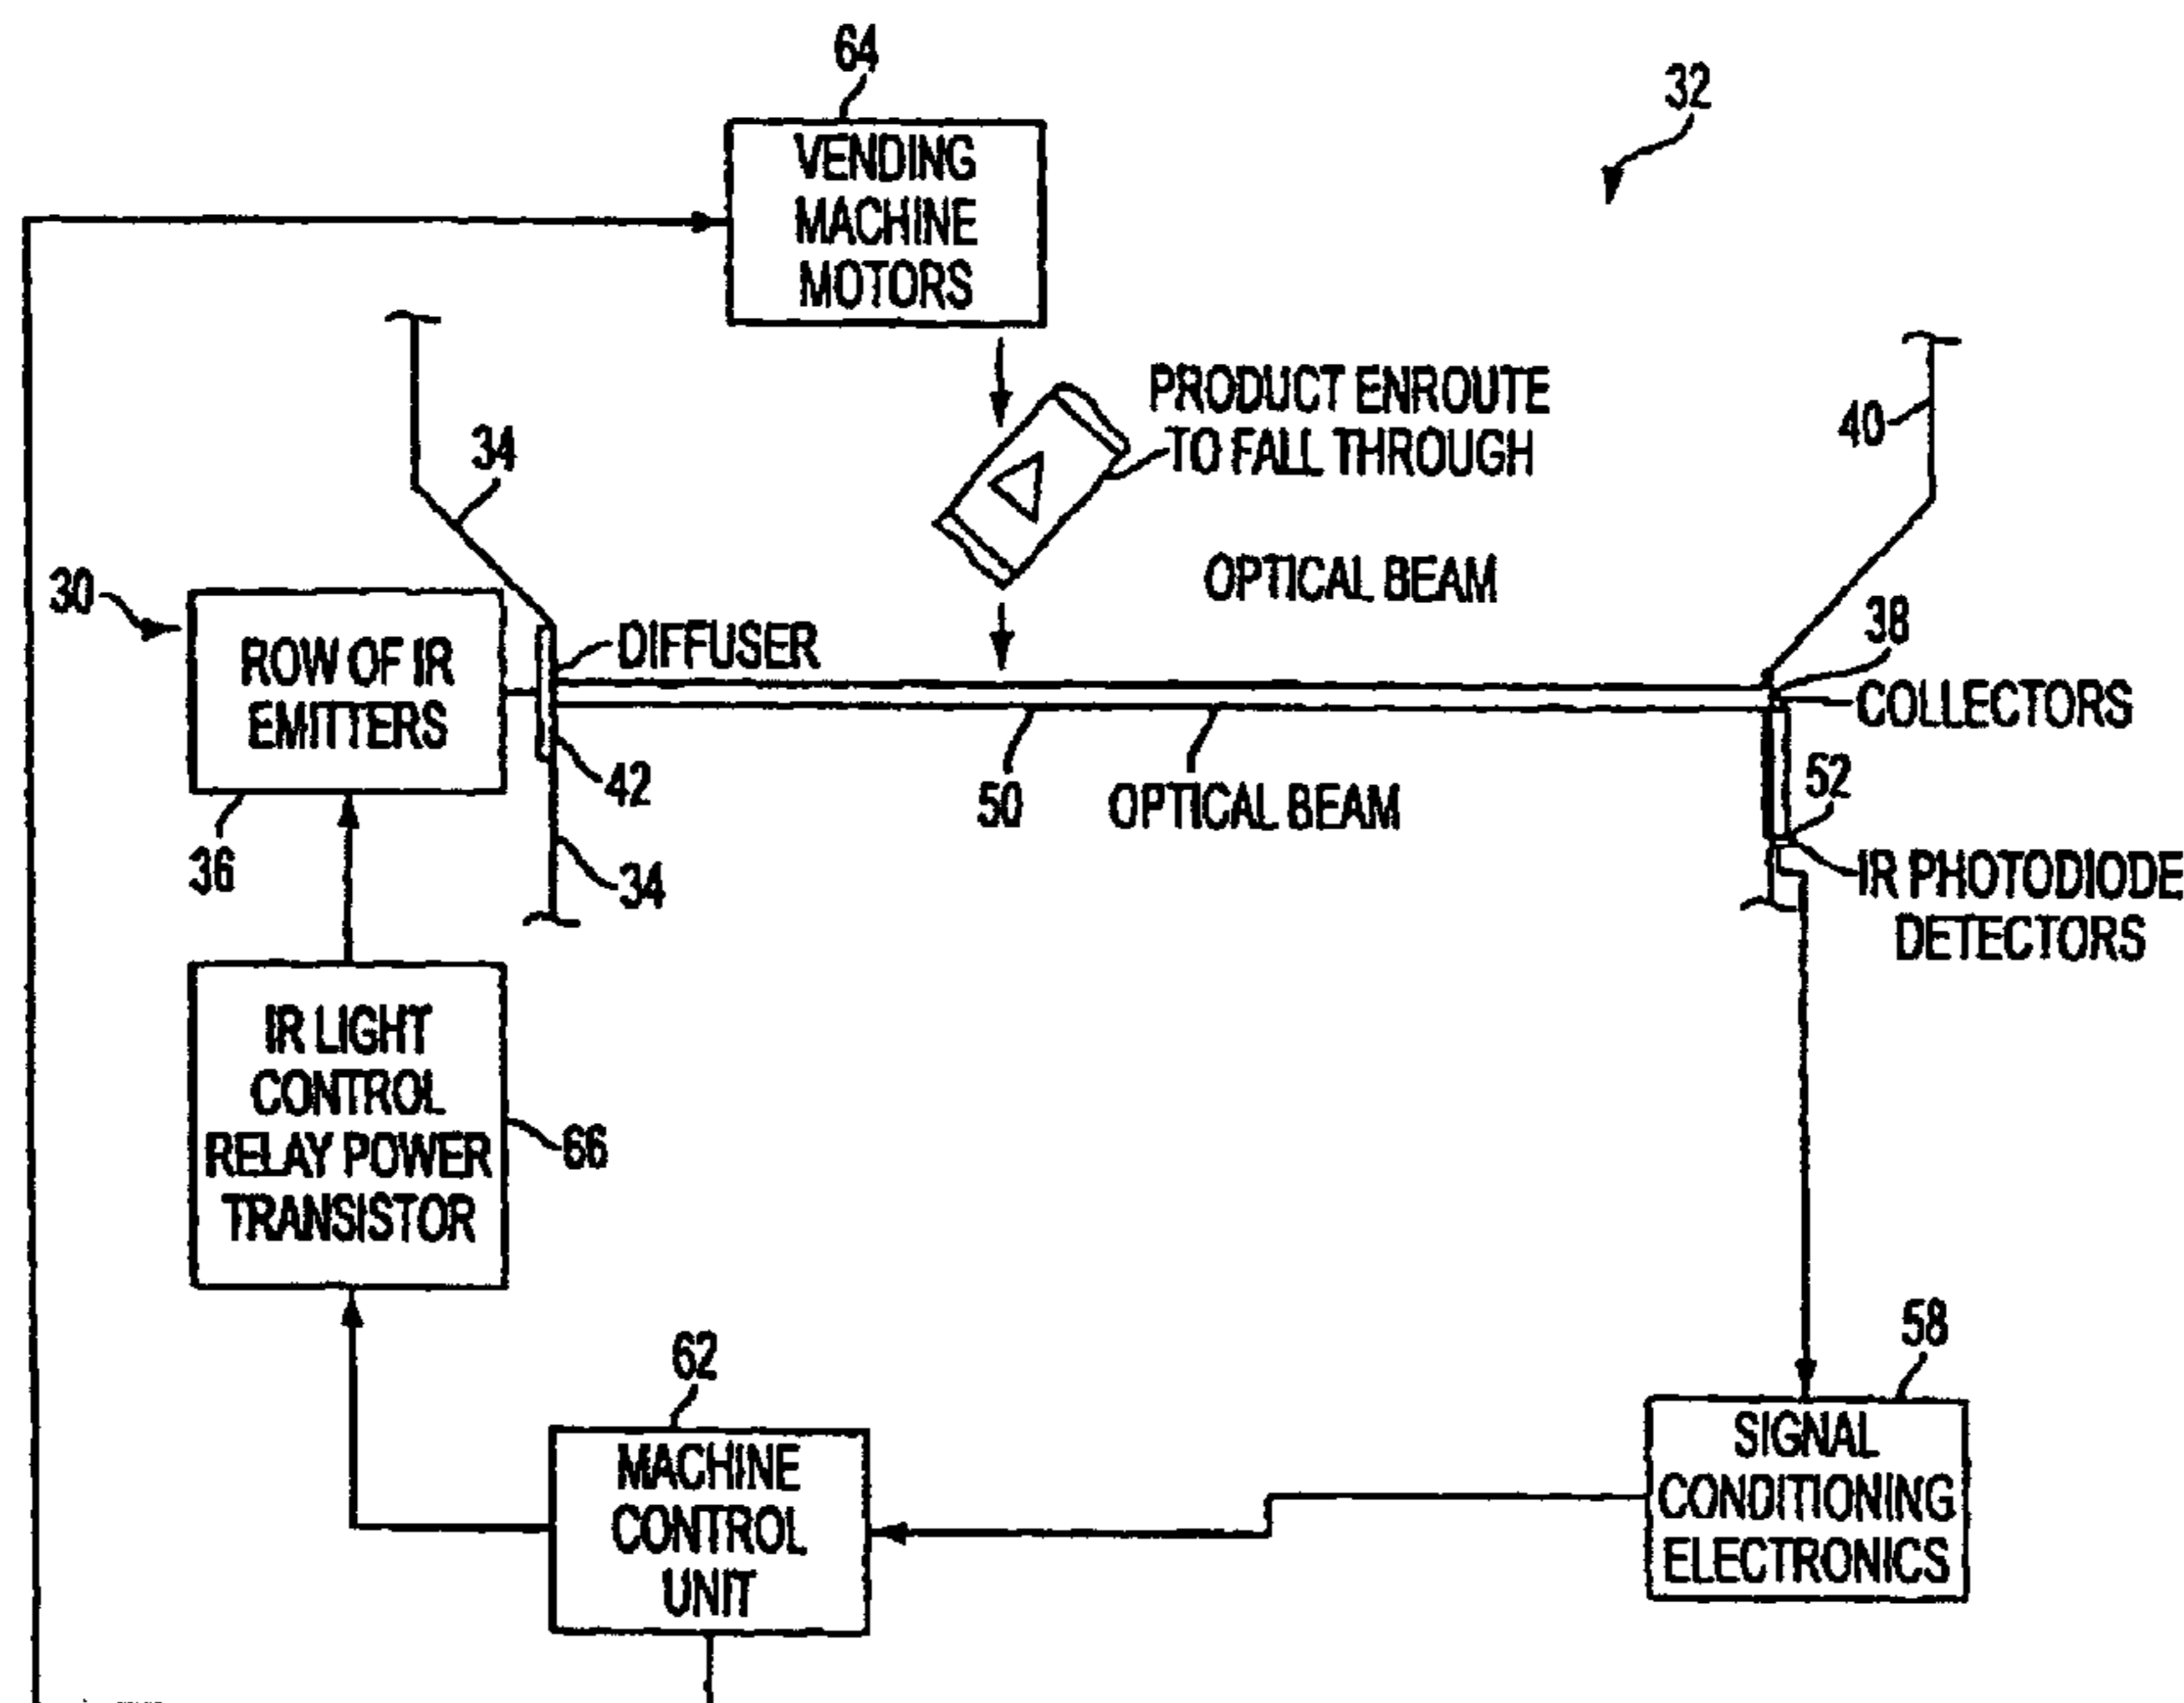 64
32
VENDING
MACHINE
MOTORS
PRODUCT ENROUTE
TO FALL THROUGH
40
34
OPTICAL BEAM
30
ROW OF IR
EMITTERS
DIFFUSER
38
COLLECTORS
42
50
OPTICAL BEAM
52
36
34
IR PHOTODIODE
DETECTORS
IR LIGHT
CONTROL
RELAY POWER
TRANSISTOR
66
62
58
MACHINE
CONTROL
UNIT
SIGNAL
CONDITIONING
ELECTRONICS